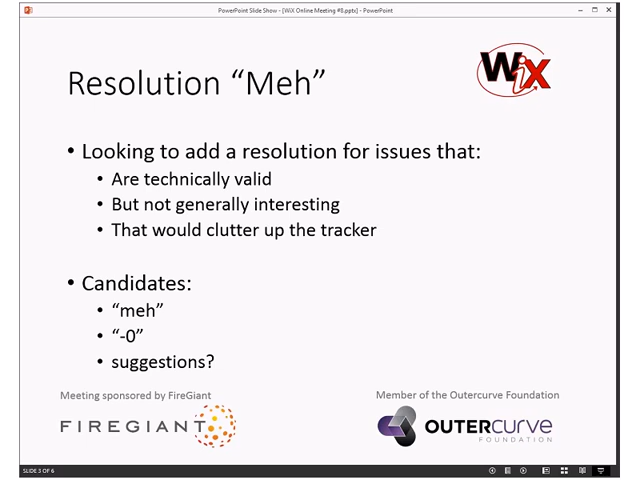 PowerPoint Slide Show - [WiX Online Meeting #8.pptx] - PowerPoint
Resolution “Meh”
WiX
• Looking to add a resolution for issues that:
• Are technically valid
• But not generally interesting
• That would clutter up the tracker
• Candidates:
• “meh”
• “-0”
• suggestions?
Meeting sponsored by FireGiant
FIREGIANT
Member of the Outercurve Foundation
OUTERCURVE
FOUNDATION
SLIDE 3 OF 6